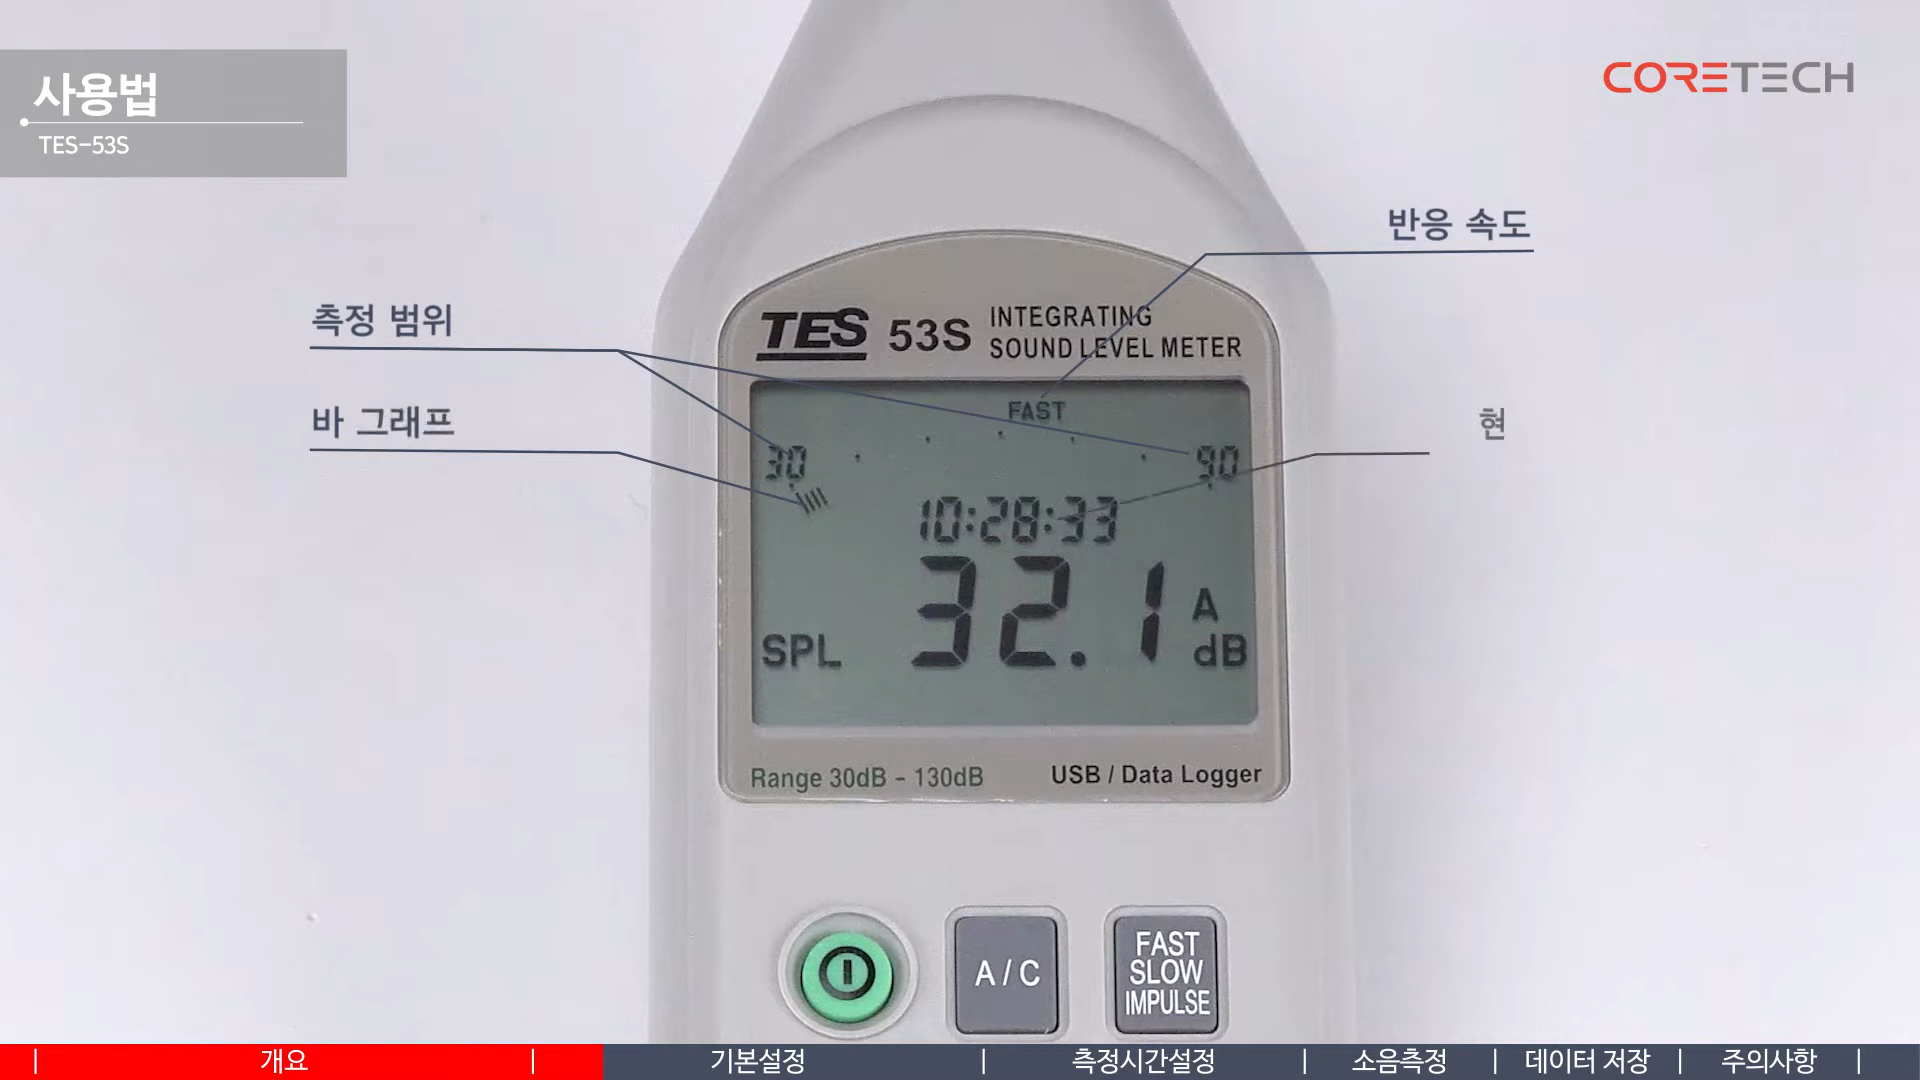 사용법
TES-53S
CORETECH
반응 속도
측정 범위
바 그래프
현
TES 53S INTEGRATING
SOUND LEVEL METER
FAST
30
90
10:28:33
32.1
A
dB
SPL
Range 30dB - 130dB
USB / Data Logger
A / C
FAST
SLOW
IMPULSE
| 개요 | 기본설정 | 측정시간설정 | 소음측정 | 데이터 저장 | 주의사항 |